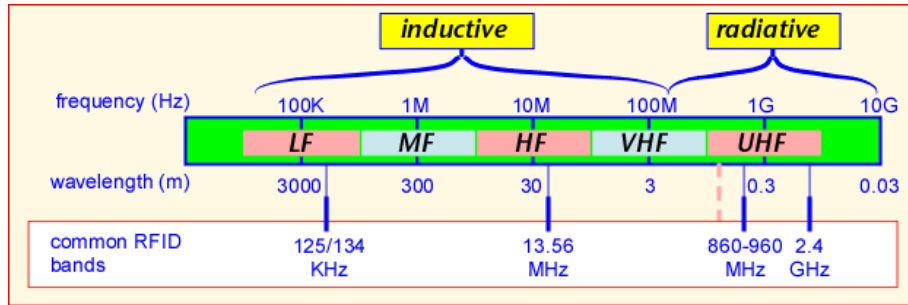 inductive radiative
frequency (Hz) 100K 1M 10M 100M 1G 10G
LF MF HF VHF UHF
wavelength (m) 3000 300 30 3 0.3 0.03
common RFID 125/134 13.56 860-960 2.4
bands KHz MHz MHz GHz